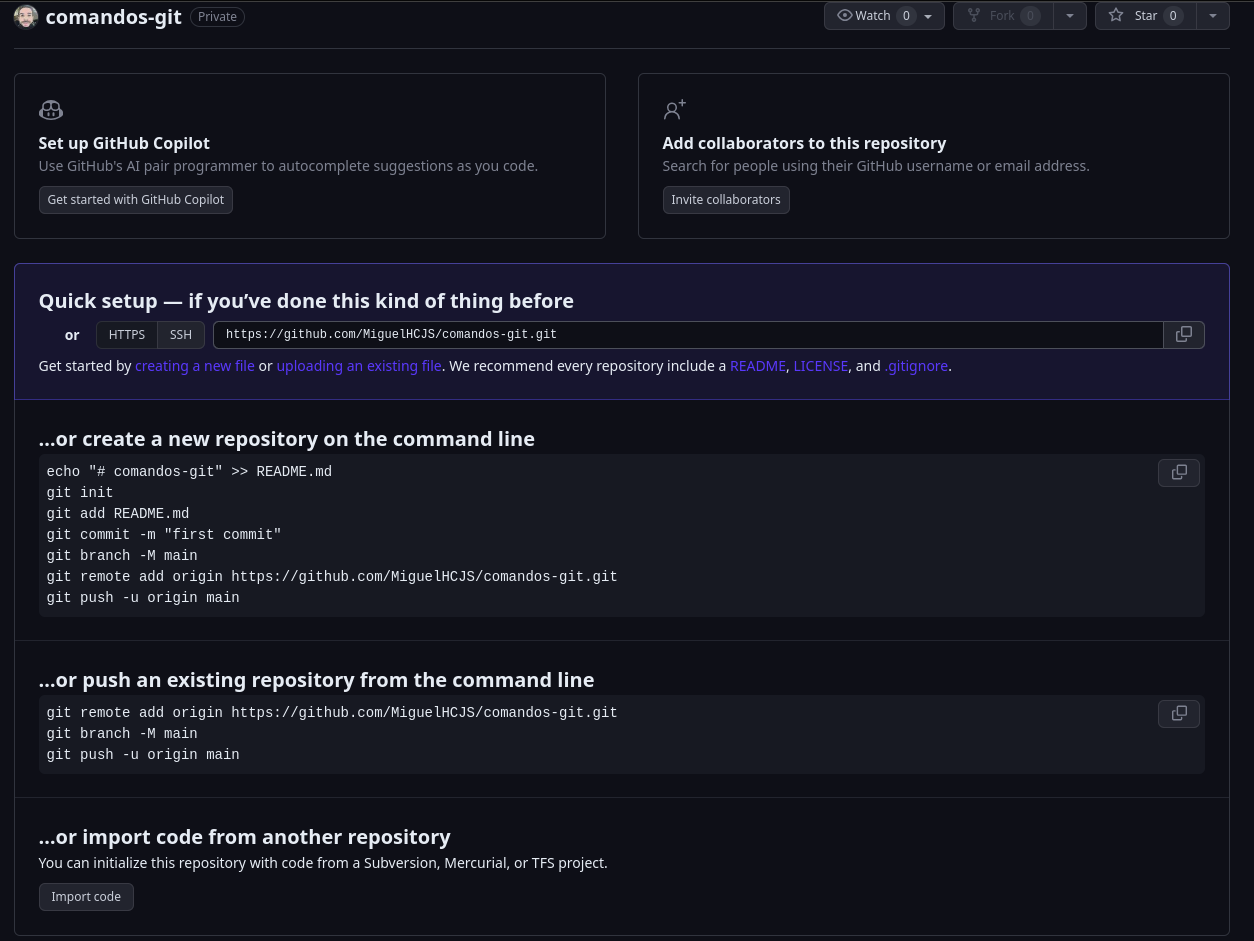 comandos-git Private Watch 0 Fork 0 Star 0
Set up GitHub Copilot
Use GitHub's AI pair programmer to autocomplete suggestions as you code.
Get started with GitHub Copilot
Add collaborators to this repository
Search for people using their GitHub username or email address.
Invite collaborators
Quick setup — if you’ve done this kind of thing before
or HTTPS SSH https://github.com/MiguelHCJS/comandos-git.git
Get started by creating a new file or uploading an existing file. We recommend every repository include a README, LICENSE, and .gitignore.
…or create a new repository on the command line
echo "# comandos-git" >> README.md
git init
git add README.md
git commit -m "first commit"
git branch -M main
git remote add origin https://github.com/MiguelHCJS/comandos-git.git
git push -u origin main
…or push an existing repository from the command line
git remote add origin https://github.com/MiguelHCJS/comandos-git.git
git branch -M main
git push -u origin main
…or import code from another repository
You can initialize this repository with code from a Subversion, Mercurial, or TFS project.
Import code